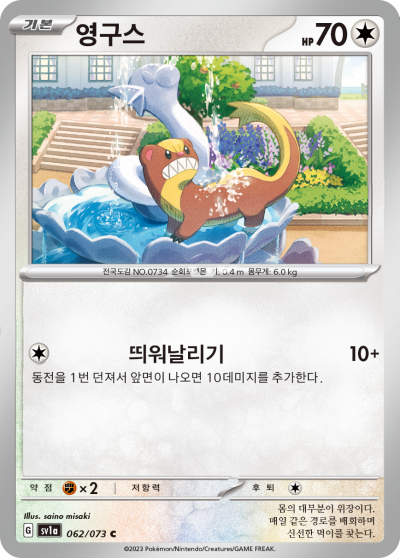 기본
영구스
HP 70
전국도감 NO.0734 순회포켓몬 키: 0.4 m 몸무게: 6.0 kg
띄워날리기 10+
동전을 1번 던져서 앞면이 나오면 10데미지를 추가한다.
약점 ×2 저항력 후퇴
Illus. saino misaki
G sv1a 062/073 C
몸의 대부분이 위장이다.
매일 같은 경로를 배회하며
신선한 먹이를 찾는다.
©2023 Pokémon/Nintendo/Creatures/GAME FREAK.